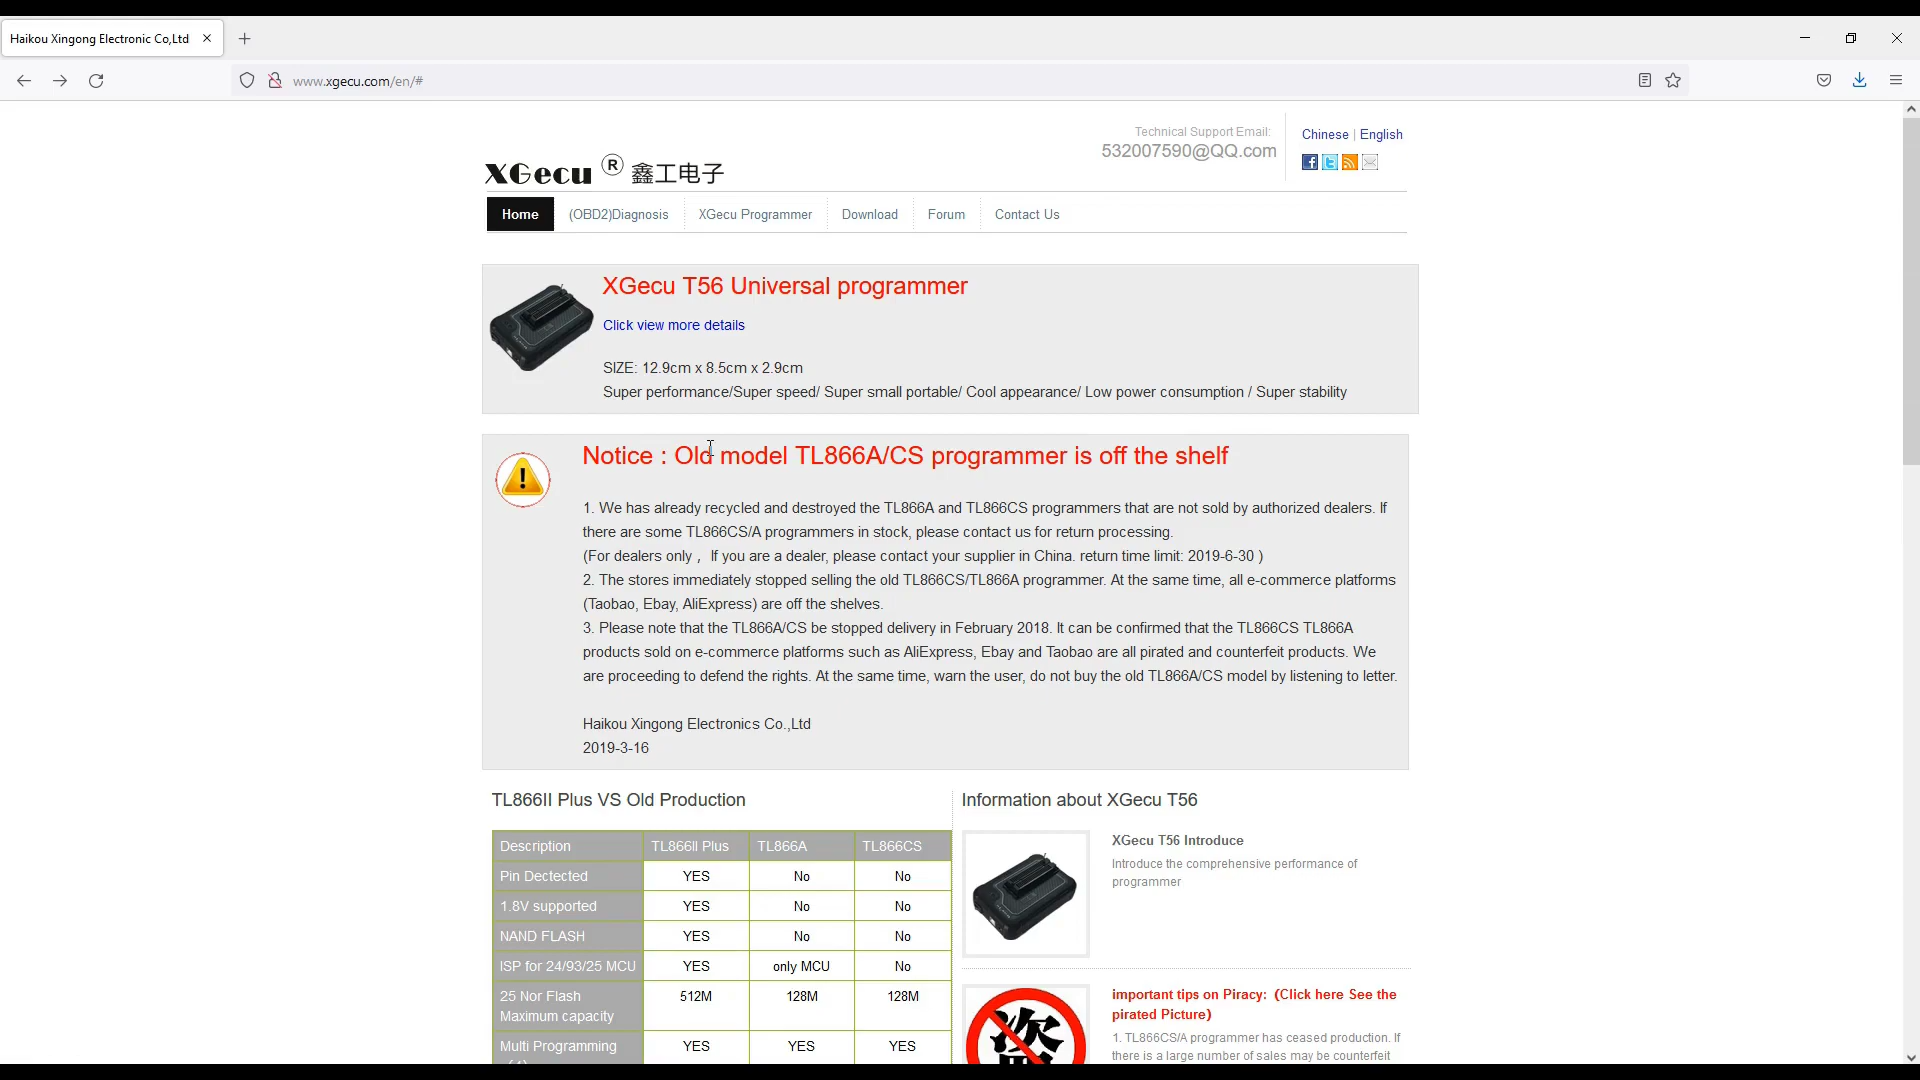 Haikou Xingong Electronic Co,Ltd
www.xgecu.com/en/#
Technical Support Email:
532007590@QQ.com
Chinese | English
XGecu ® 鑫工电子
Home
(OBD2)Diagnosis
XGecu Programmer
Download
Forum
Contact Us
XGecu T56 Universal programmer
Click view more details
SIZE: 12.9cm x 8.5cm x 2.9cm
Super performance/Super speed/ Super small portable/ Cool appearance/ Low power consumption / Super stability
Notice : Old model TL866A/CS programmer is off the shelf
1. We has already recycled and destroyed the TL866A and TL866CS programmers that are not sold by authorized dealers. If
there are some TL866CS/A programmers in stock, please contact us for return processing.
(For dealers only ，If you are a dealer, please contact your supplier in China. return time limit: 2019-6-30 )
2. The stores immediately stopped selling the old TL866CS/TL866A programmer. At the same time, all e-commerce platforms
(Taobao, Ebay, AliExpress) are off the shelves.
3. Please note that the TL866A/CS be stopped delivery in February 2018. It can be confirmed that the TL866CS TL866A
products sold on e-commerce platforms such as AliExpress, Ebay and Taobao are all pirated and counterfeit products. We
are proceeding to defend the rights. At the same time, warn the user, do not buy the old TL866A/CS model by listening to letter.
Haikou Xingong Electronics Co.,Ltd
2019-3-16
TL866II Plus VS Old Production
Description TL866II Plus TL866A TL866CS
Pin Dectected YES No No
1.8V supported YES No No
NAND FLASH YES No No
ISP for 24/93/25 MCU YES only MCU No
25 Nor Flash 512M 128M 128M
Maximum capacity
Multi Programming YES YES YES
Information about XGecu T56
XGecu T56 Introduce
Introduce the comprehensive performance of
programmer
important tips on Piracy:（Click here See the
pirated Picture）
1. TL866CS/A programmer has ceased production. If
there is a large number of sales may be counterfeit